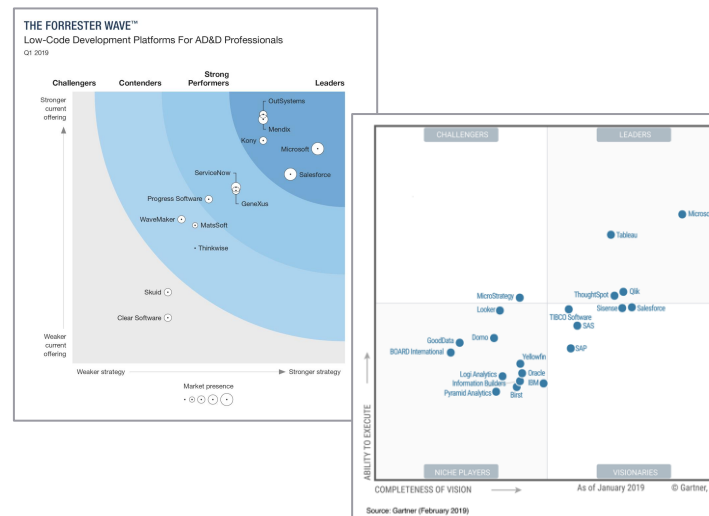 THE FORRESTER WAVE™
Low-Code Development Platforms For AD&D Professionals
Q1 2019
Challengers
Contenders
Strong
Performers
Leaders
Stronger
current
offering
OutSystems
Mendix
Kony
Microsoft
Salesforce
ServiceNow
GeneXus
Progress Software
WaveMaker
MatsSoft
Thinkwise
Skuid
Clear Software
Weaker
current
offering
Weaker strategy
Stronger strategy
Market presence
CHALLENGERS
LEADERS
Microso
Tableau
MicroStrategy
ThoughtSpot
Qlik
Looker
Sisense
Salesforce
TIBCO Software
SAS
GoodData
Domo
SAP
BOARD International
Yellowfin
Logi Analytics
Oracle
Information Builders
IBM
Pyramid Analytics
Birst
ABILITY TO EXECUTE
NICHE PLAYERS
VISIONARIES
COMPLETENESS OF VISION
As of January 2019
© Gartner,
Source: Gartner (February 2019)